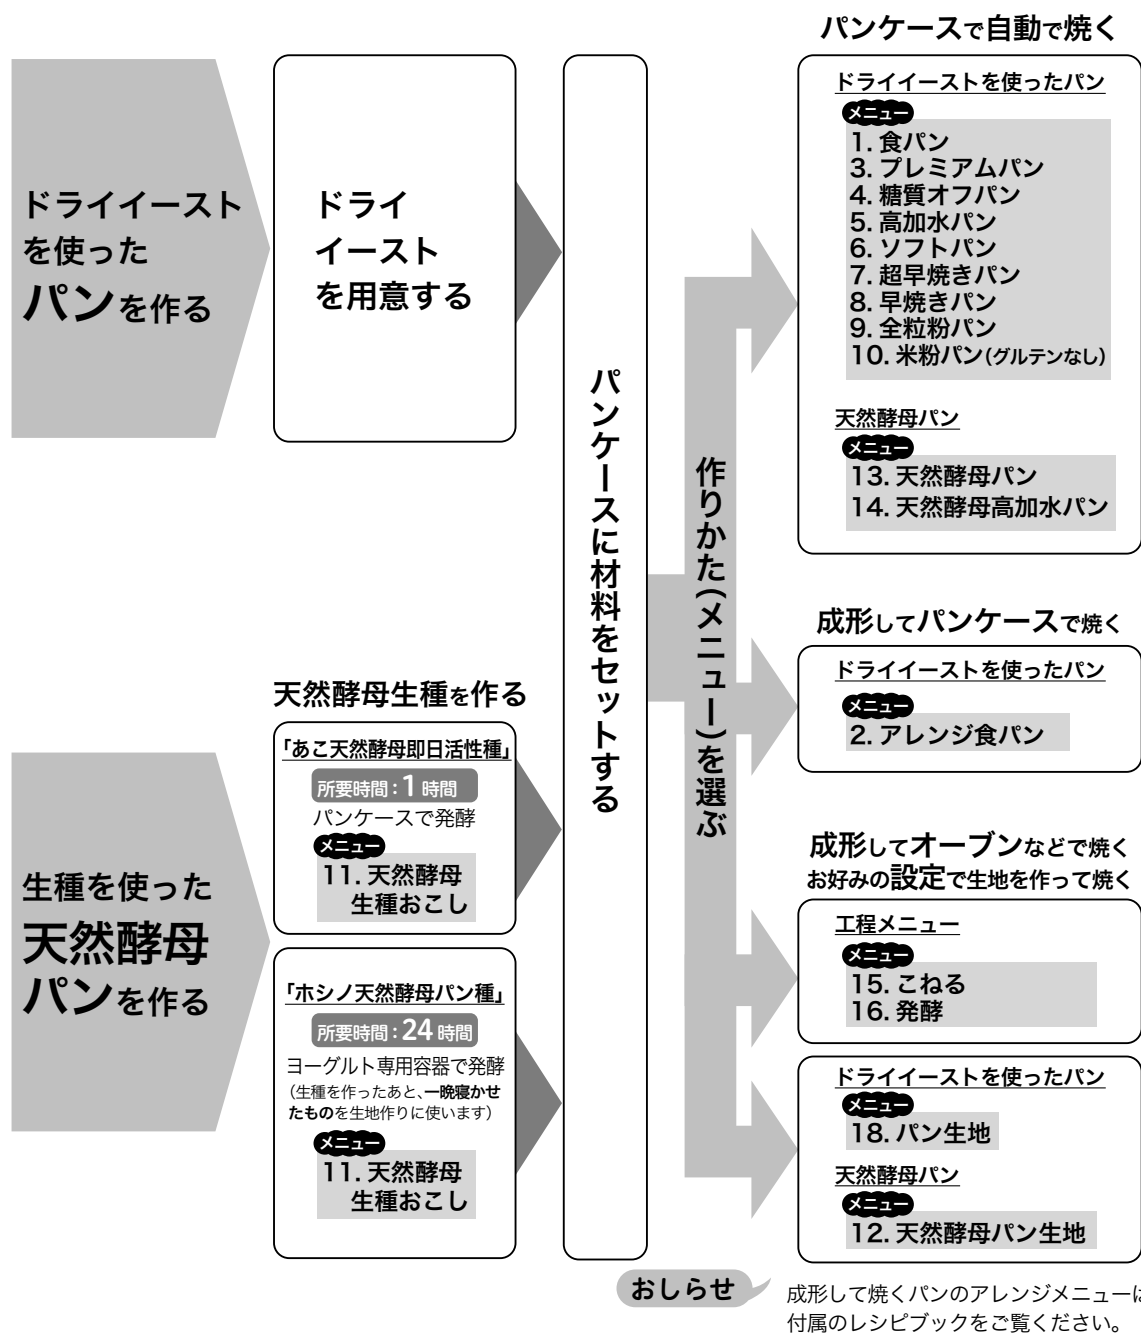 ドライイースト
を使った
パンを作る
ドライ
イースト
を用意する
生種を使った
天然酵母
パンを作る
天然酵母生種を作る
「あこ天然酵母即日活性種」
所要時間：1 時間
パンケースで発酵
メニュー
11. 天然酵母
生種おこし
「ホシノ天然酵母パン種」
所要時間：24 時間
ヨーグルト専用容器で発酵
（生種を作ったあと、一晩寝かせ
たものを生地作りに使います）
メニュー
11. 天然酵母
生種おこし
パンケースに材料をセットする
作りかた（メニュー）を選ぶ
パンケースで自動で焼く
ドライイーストを使ったパン
メニュー
1. 食パン
3. プレミアムパン
4. 糖質オフパン
5. 高加水パン
6. ソフトパン
7. 超早焼きパン
8. 早焼きパン
9. 全粒粉パン
10. 米粉パン（グルテンなし）
天然酵母パン
メニュー
13. 天然酵母パン
14. 天然酵母高加水パン
成形してパンケースで焼く
ドライイーストを使ったパン
メニュー
2. アレンジ食パン
成形してオーブンなどで焼く
お好みの設定で生地を作って焼く
工程メニュー
メニュー
15. こねる
16. 発酵
ドライイーストを使ったパン
メニュー
18. パン生地
天然酵母パン
メニュー
12. 天然酵母パン生地
おしらせ
成形して焼くパンのアレンジメニューは
付属のレシピブックをご覧ください。